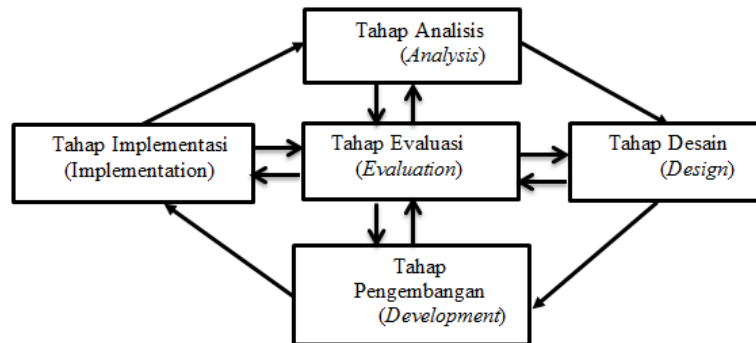 Tahap Analisis
(Analysis)
Tahap Implementasi
(Implementation)
Tahap Evaluasi
(Evaluation)
Tahap Desain
(Design)
Tahap
Pengembangan
(Development)